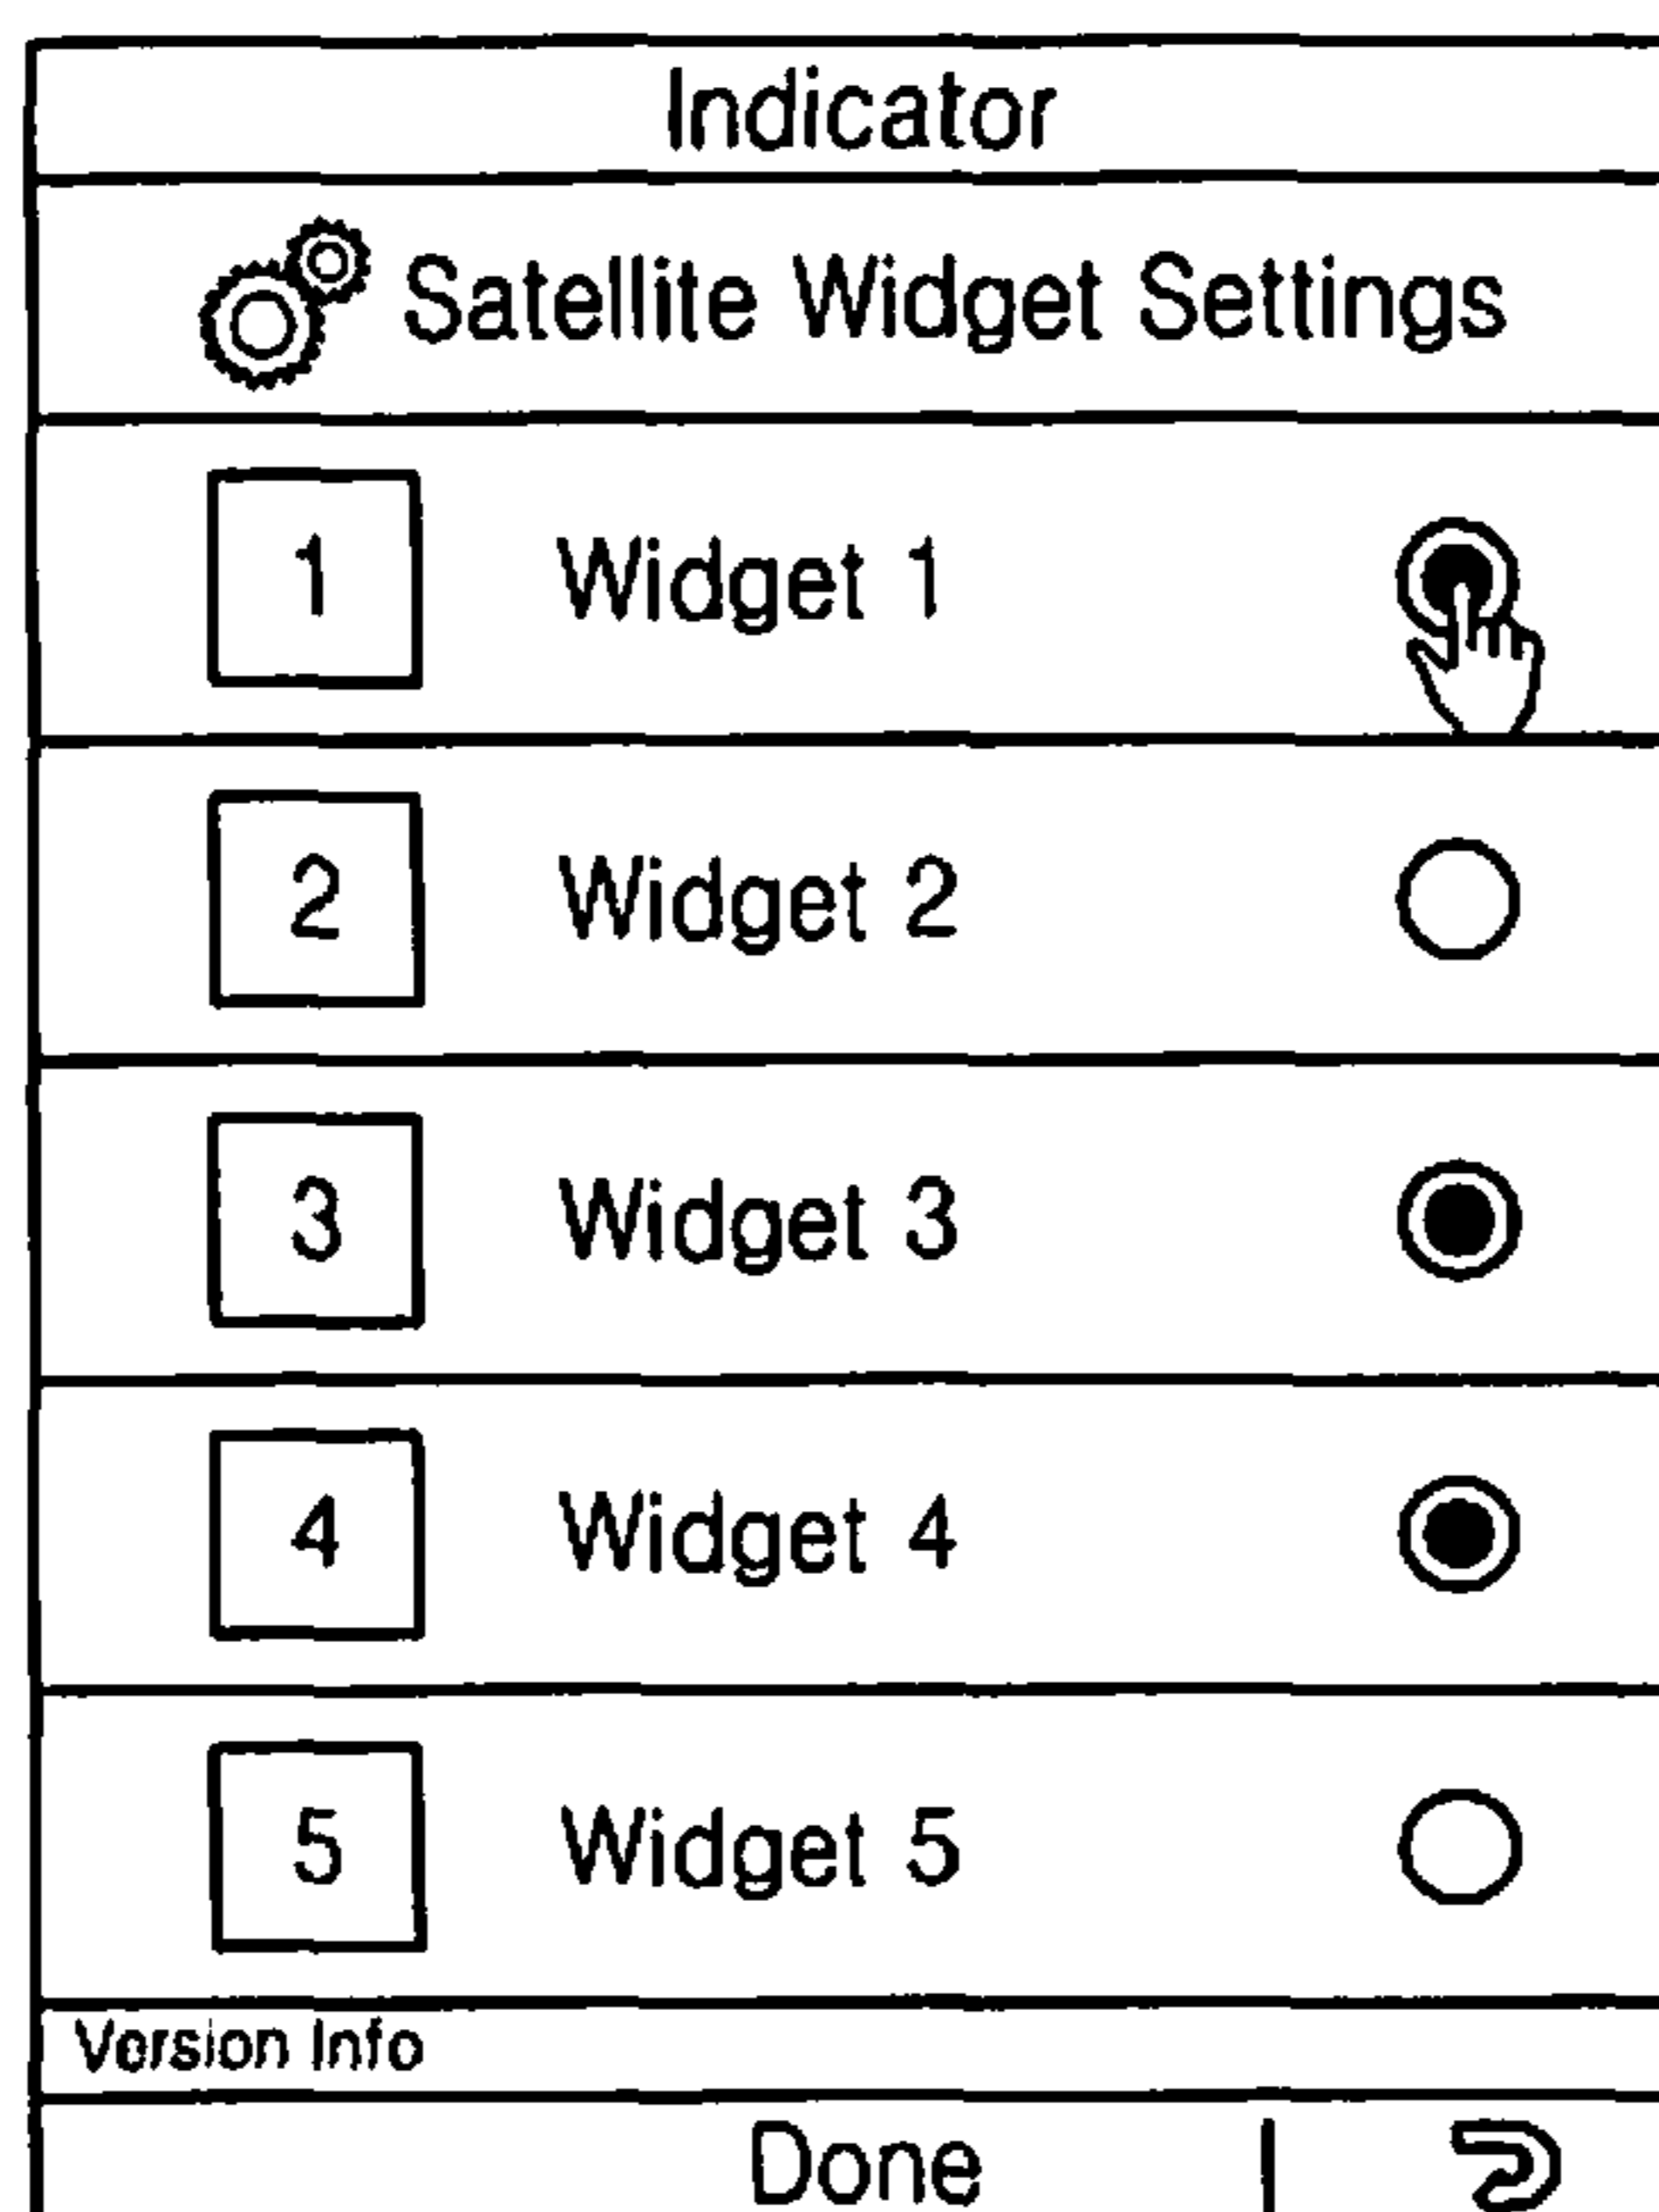 Indicator
Satellite Widget Settings
1 Widget 1
2 Widget 2
3 Widget 3
4 Widget 4
5 Widget 5
Version Info
Done